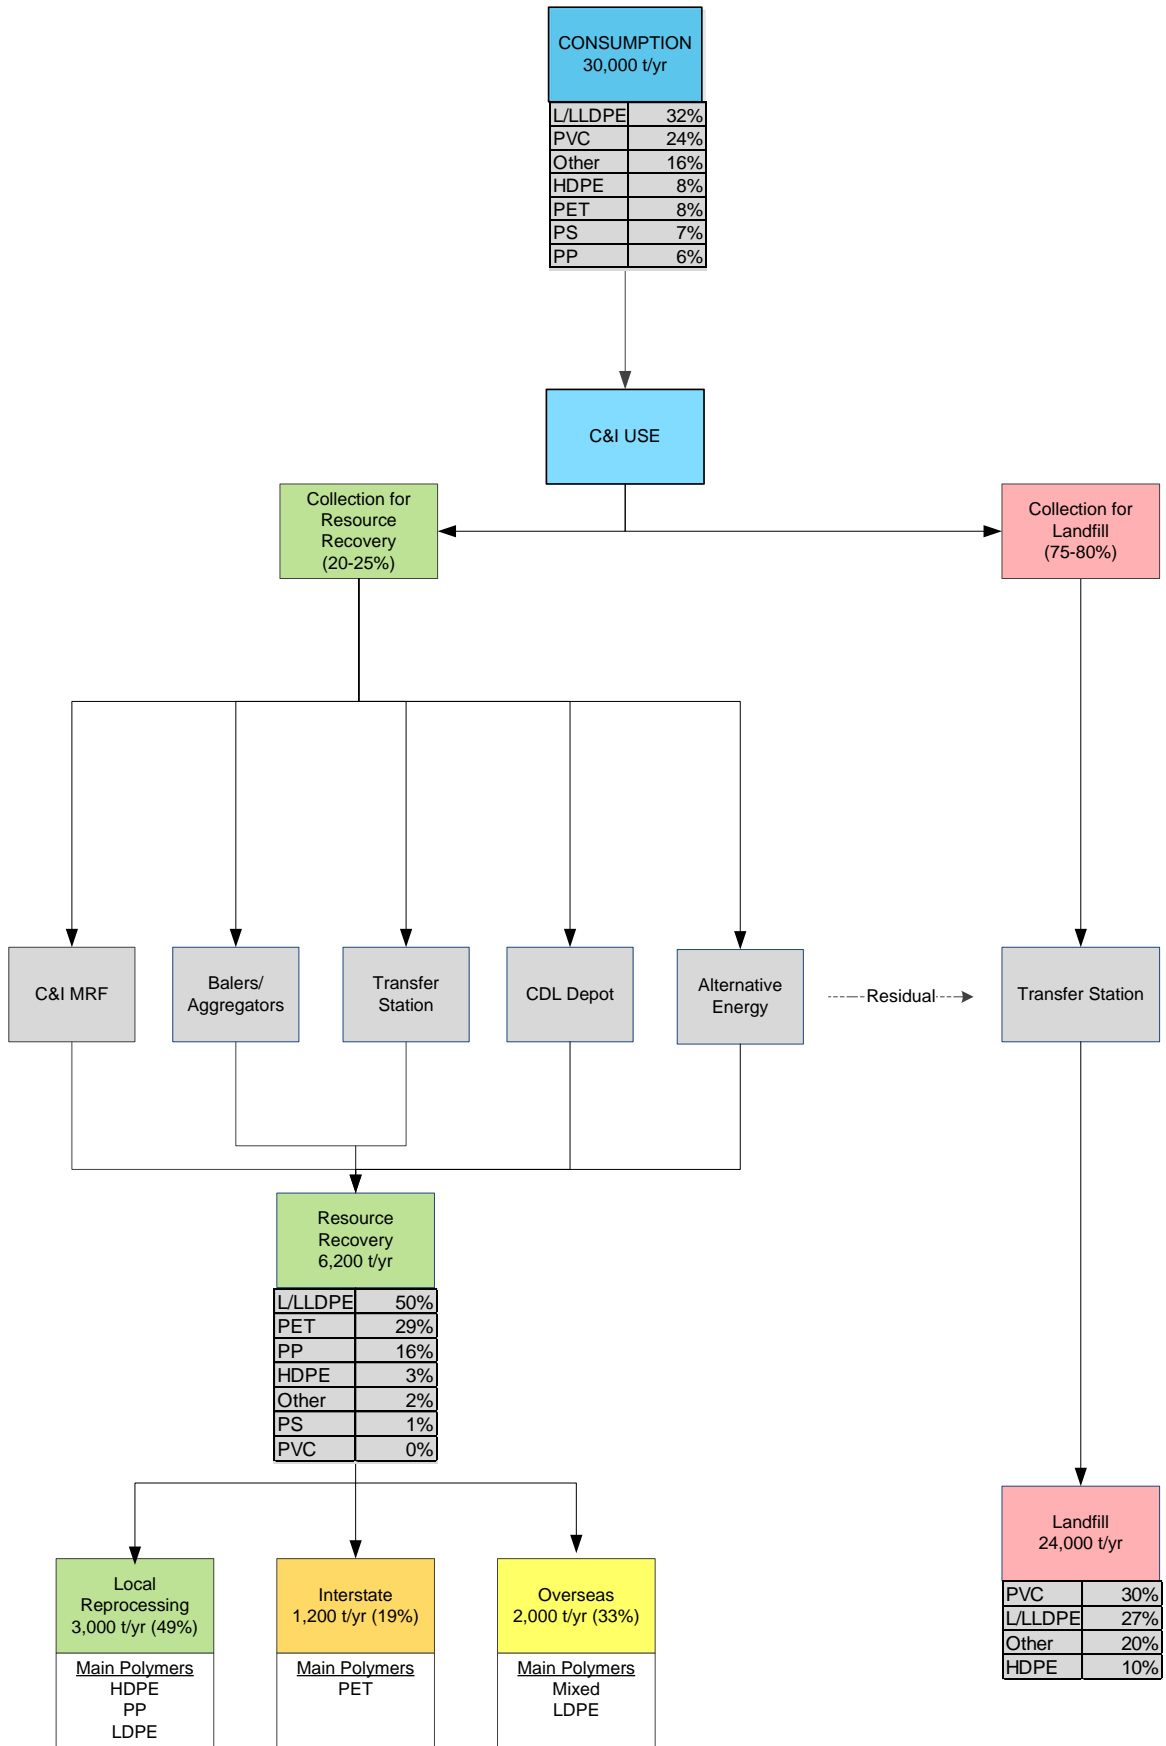 CONSUMPTION
30,000 t/yr
L/LLDPE 32%
PVC 24%
Other 16%
HDPE 8%
PET 8%
PS 7%
PP 6%
C&I USE
Collection for
Resource
Recovery
(20-25%)
Collection for
Landfill
(75-80%)
C&I MRF
Balers/
Aggregators
Transfer
Station
CDL Depot
Alternative
Energy
Residual
Transfer Station
Resource
Recovery
6,200 t/yr
L/LLDPE 50%
PET 29%
PP 16%
HDPE 3%
Other 2%
PS 1%
PVC 0%
Local
Reprocessing
3,000 t/yr (49%)
Main Polymers
HDPE
PP
LDPE
Interstate
1,200 t/yr (19%)
Main Polymers
PET
Overseas
2,000 t/yr (33%)
Main Polymers
Mixed
LDPE
Landfill
24,000 t/yr
PVC 30%
L/LLDPE 27%
Other 20%
HDPE 10%